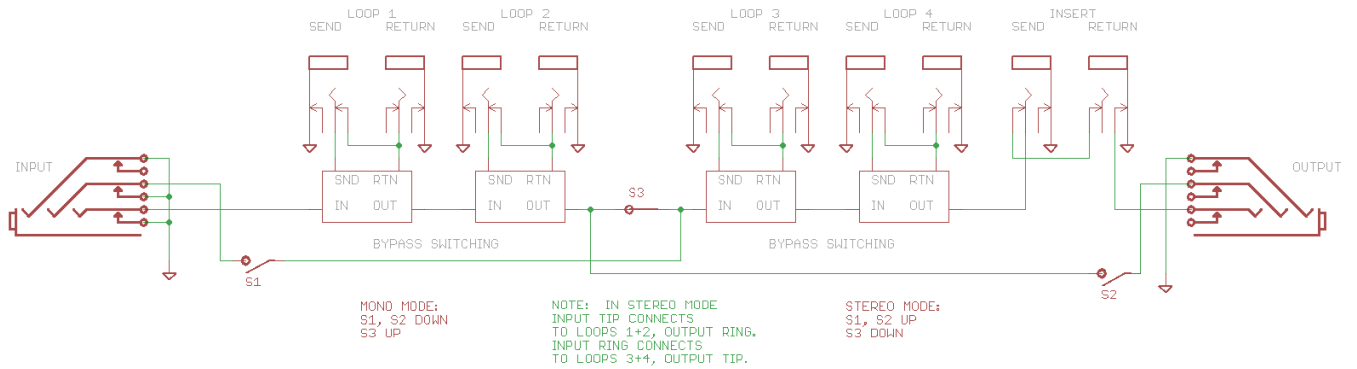 LOOP 1 LOOP 2 LOOP 3 LOOP 4 INSERT
SEND RETURN SEND RETURN SEND RETURN SEND RETURN SEND RETURN
INPUT OUTPUT
SND RTN SND RTN S3 SND RTN SND RTN
IN OUT IN OUT IN OUT IN OUT
BYPASS SWITCHING BYPASS SWITCHING
S1 S2
MONO MODE:
S1, S2 DOWN
S3 UP
NOTE: IN STEREO MODE
INPUT TIP CONNECTS
TO LOOPS 1+2, OUTPUT RING.
INPUT RING CONNECTS
TO LOOPS 3+4, OUTPUT TIP.
STEREO MODE:
S1, S2 UP
S3 DOWN